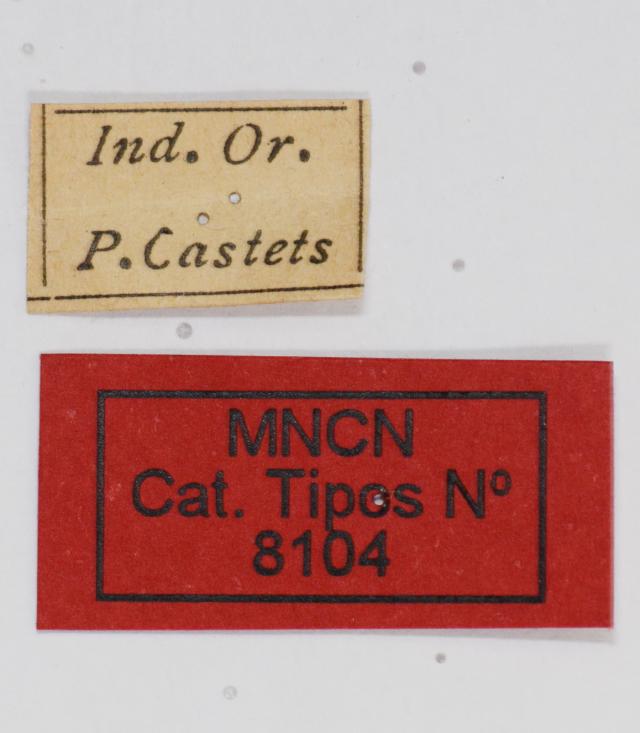 Ind. Or.
P. Castets
MNCN
Cat. Tipos Nº
8104